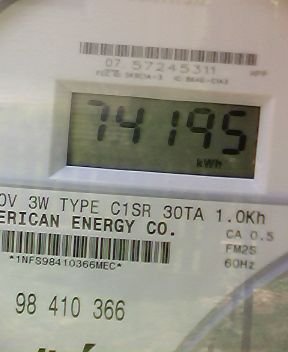 07 57245311
74195
kWh
0V 3W TYPE C1SR 30TA 1.0Kh
ERICAN ENERGY CO.
CA 0.5
FM2S
*1NFS98410366MEC*
60Hz
98 410 366